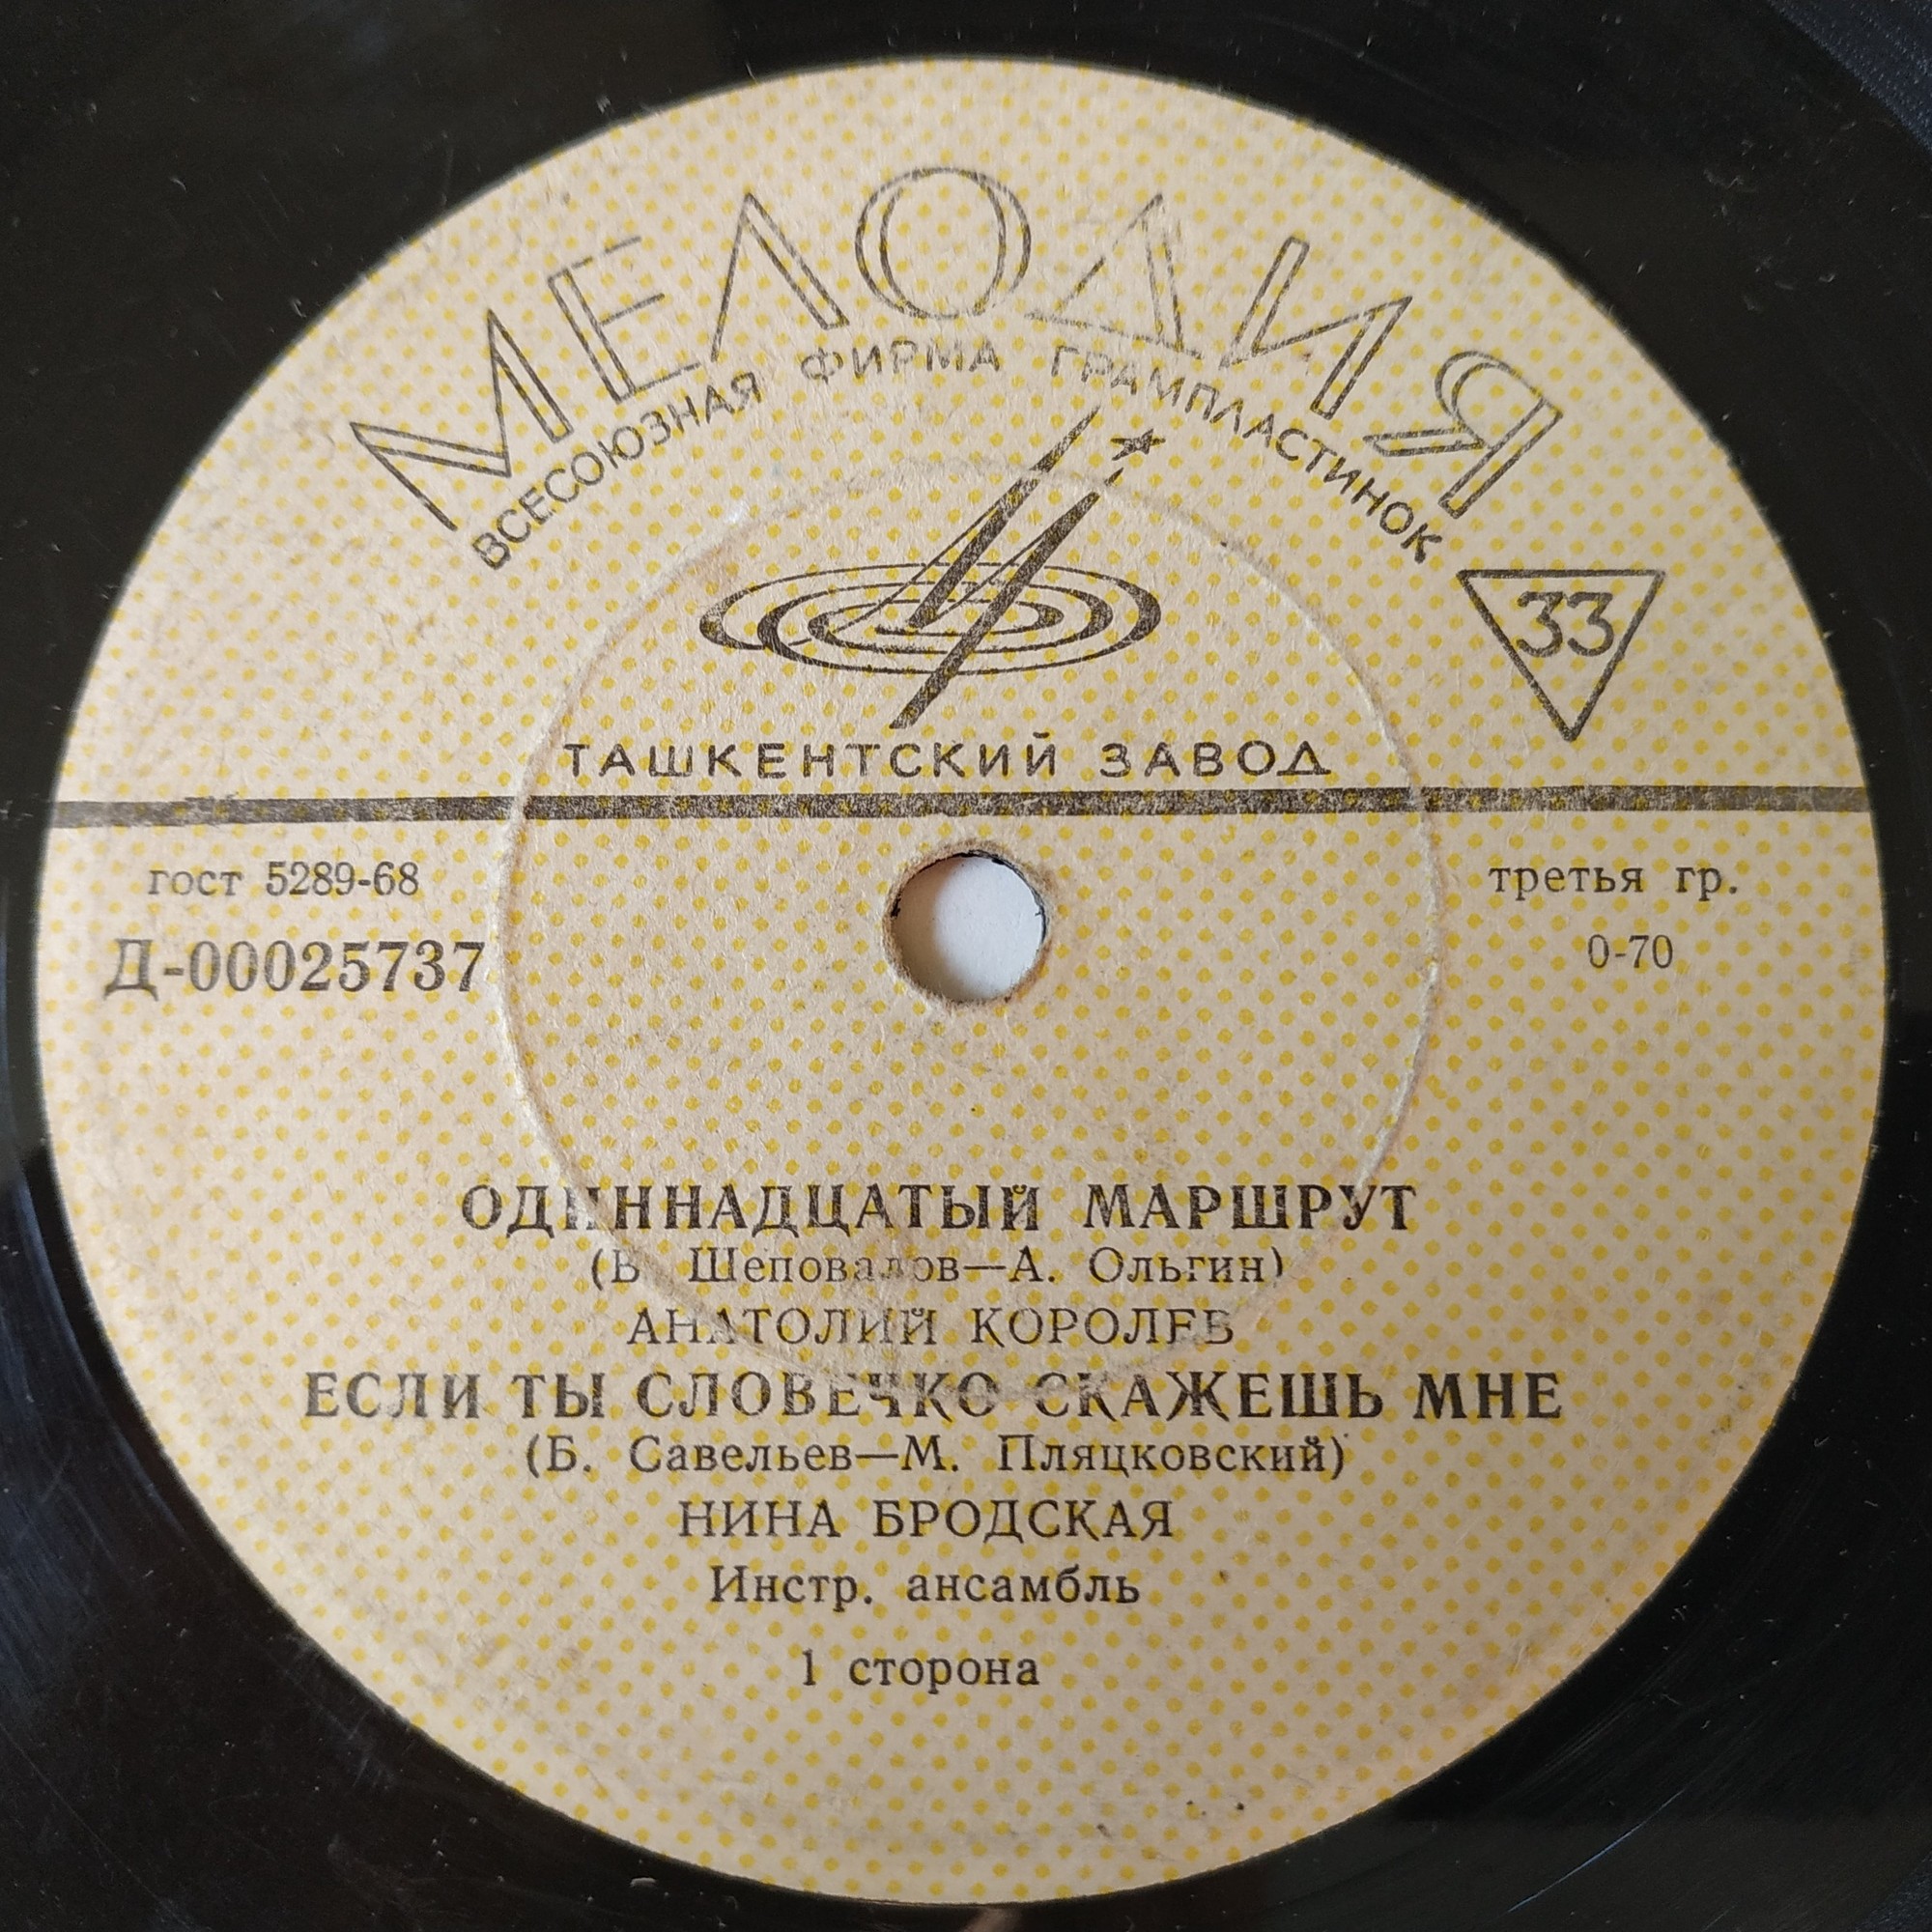 МЕЛОДИЯ
ВСЕСОЮЗНАЯ ФИРМА ГРАМПЛАСТИНОК
33
ТАШКЕНТСКИЙ ЗАВОД
гост 5289-68
третья гр.
Д-00025737
0-70
ОДИННАДЦАТЫЙ МАРШРУТ
(В. Шеповалов—А. Ольгин)
АНАТОЛИЙ КОРОЛЕВ
ЕСЛИ ТЫ СЛОВЕЧКО СКАЖЕШЬ МНЕ
(Б. Савельев—М. Пляцковский)
НИНА БРОДСКАЯ
Инстр. ансамбль
1 сторона